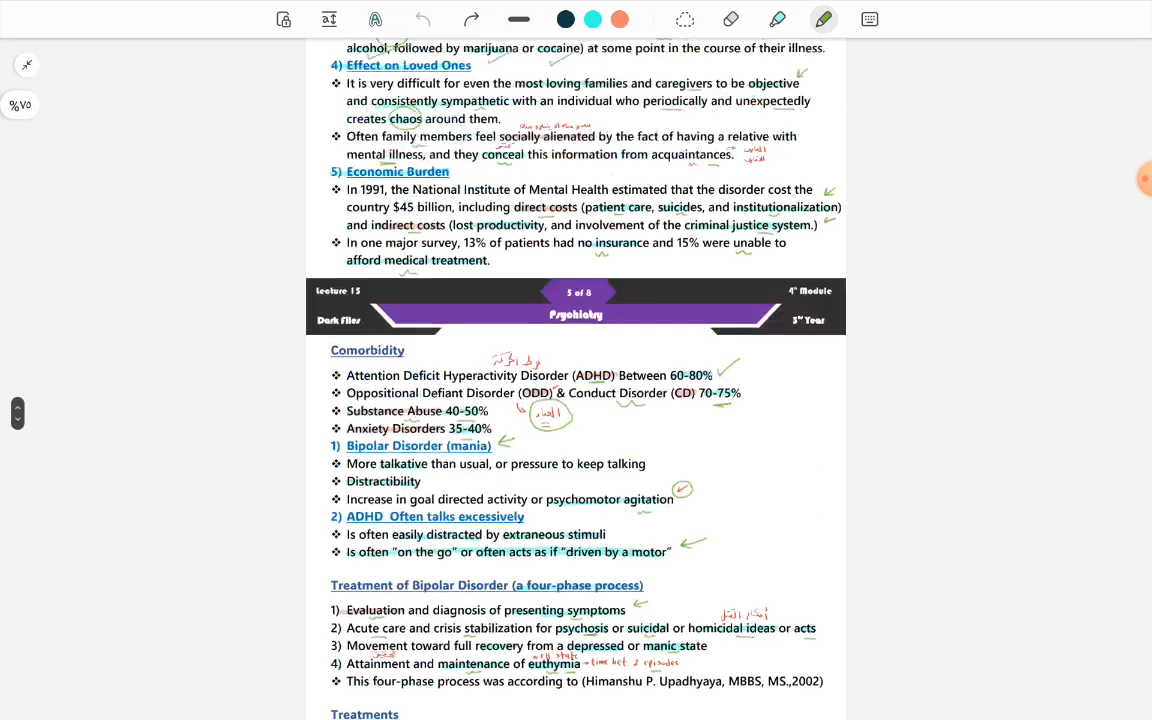 alcohol, followed by marijuana or cocaine) at some point in the course of their illness.
4) Effect on Loved Ones
%٧٥
❖ It is very difficult for even the most loving families and caregivers to be objective
and consistently sympathetic with an individual who periodically and unexpectedly
creates chaos around them.
❖ Often family members feel socially alienated by the fact of having a relative with
mental illness, and they conceal this information from acquaintances.
5) Economic Burden
❖ In 1991, the National Institute of Mental Health estimated that the disorder cost the
country $45 billion, including direct costs (patient care, suicides, and institutionalization)
and indirect costs (lost productivity, and involvement of the criminal justice system.)
❖ In one major survey, 13% of patients had no insurance and 15% were unable to
afford medical treatment.
Lecture 15
5 of 8
4th Module
Dark Files
Psychiatry
3rd Year
Comorbidity
فرط الحركة
❖ Attention Deficit Hyperactivity Disorder (ADHD) Between 60-80%
❖ Oppositional Defiant Disorder (ODD) & Conduct Disorder (CD) 70-75%
❖ Substance Abuse 40-50%
العناد
❖ Anxiety Disorders 35-40%
1) Bipolar Disorder (mania)
❖ More talkative than usual, or pressure to keep talking
❖ Distractibility
❖ Increase in goal directed activity or psychomotor agitation
2) ADHD Often talks excessively
❖ Is often easily distracted by extraneous stimuli
❖ Is often "on the go" or often acts as if "driven by a motor"
Treatment of Bipolar Disorder (a four-phase process)
1) Evaluation and diagnosis of presenting symptoms
أفكار القتل
2) Acute care and crisis stabilization for psychosis or suicidal or homicidal ideas or acts
3) Movement toward full recovery from a depressed or manic state
well state
4) Attainment and maintenance of euthymia → time bet. 2 episodes
❖ This four-phase process was according to (Himanshu P. Upadhyaya, MBBS, MS.,2002)
Treatments